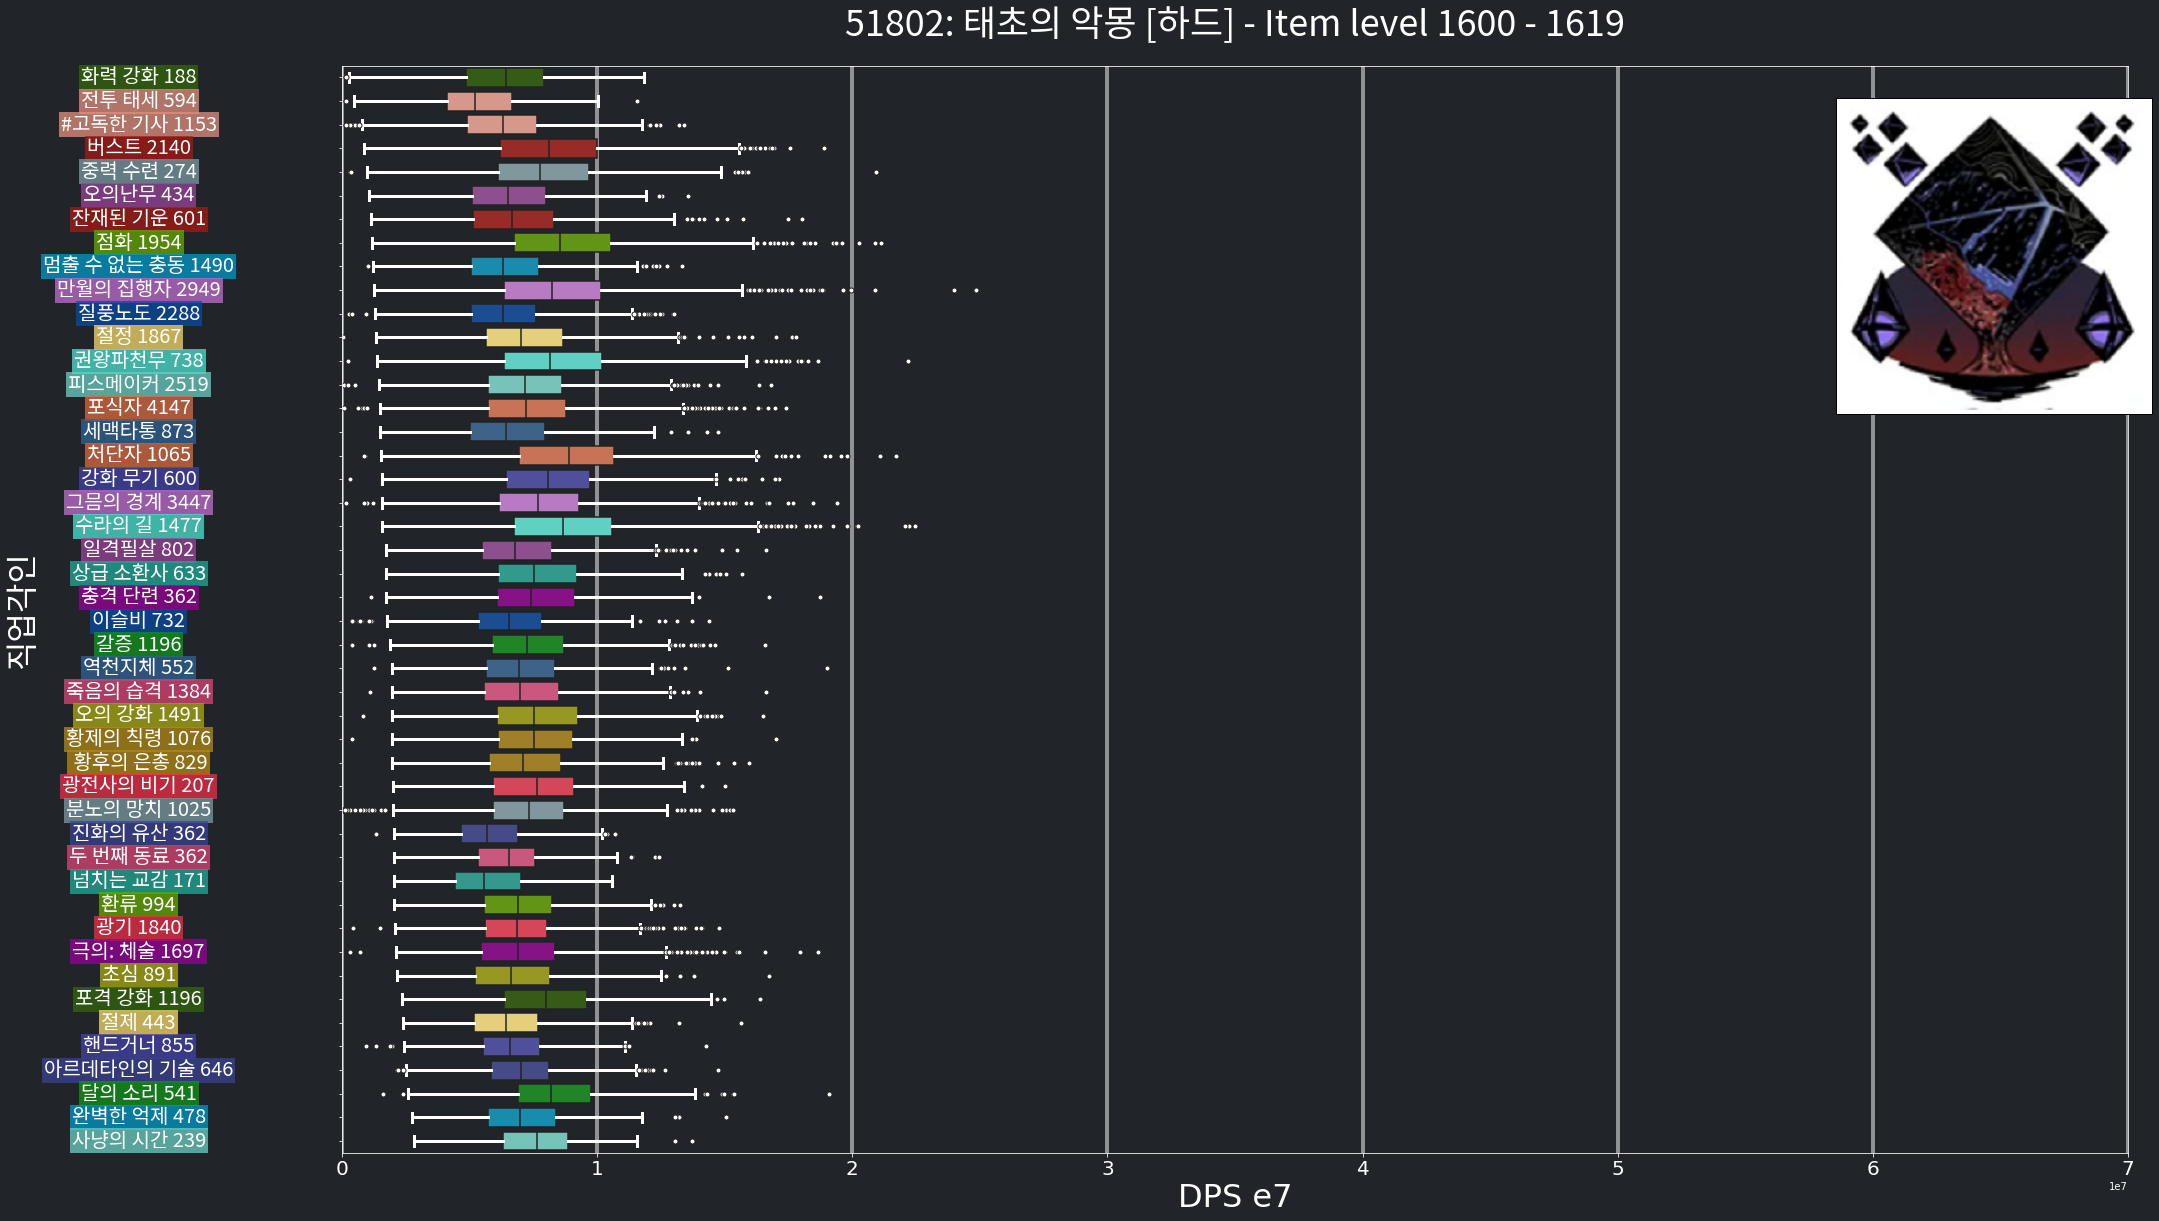 51802: 태초의 악몽 [하드] - Item level 1600 - 1619
화력 강화 188
전투 태세 594
#고독한 기사 1153
버스트 2140
중력 수련 274
오의난무 434
잔재된 기운 601
점화 1954
멈출 수 없는 충동 1490
만월의 집행자 2949
질풍노도 2288
절정 1867
권왕파천무 738
피스메이커 2519
포식자 4147
세맥타통 873
처단자 1065
강화 무기 600
그믐의 경계 3447
수라의 길 1477
일격필살 802
상급 소환사 633
충격 단련 362
이슬비 732
갈증 1196
역천지체 552
죽음의 습격 1384
오의 강화 1491
황제의 칙령 1076
황후의 은총 829
광전사의 비기 207
분노의 망치 1025
진화의 유산 362
두 번째 동료 362
넘치는 교감 171
환류 994
광기 1840
극의: 체술 1697
초심 891
포격 강화 1196
절제 443
핸드거너 855
아르데타인의 기술 646
달의 소리 541
완벽한 억제 478
사냥의 시간 239
직업각인
0 1 2 3 4 5 6 7
1e7
DPS e7